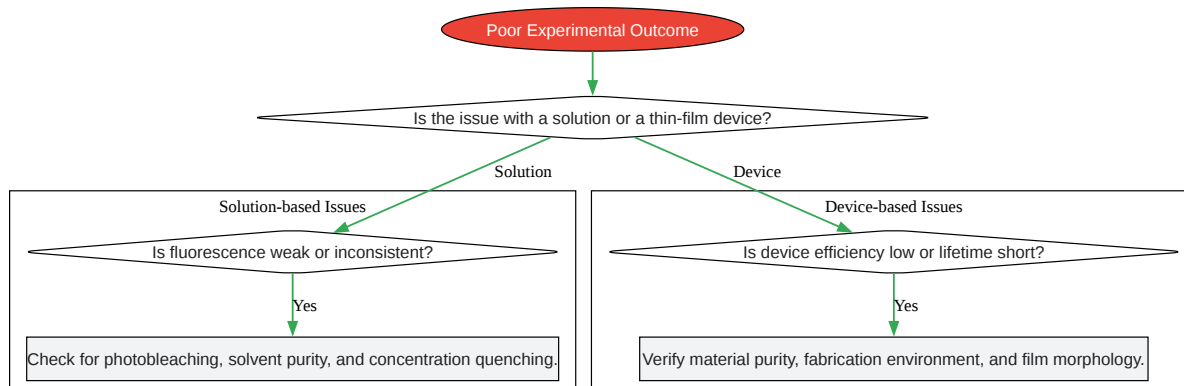 Poor Experimental Outcome
Is the issue with a solution or a thin-film device?
Solution
Device
Solution-based Issues
Device-based Issues
Is fluorescence weak or inconsistent?
Is device efficiency low or lifetime short?
Yes
Yes
Check for photobleaching, solvent purity, and concentration quenching.
Verify material purity, fabrication environment, and film morphology.